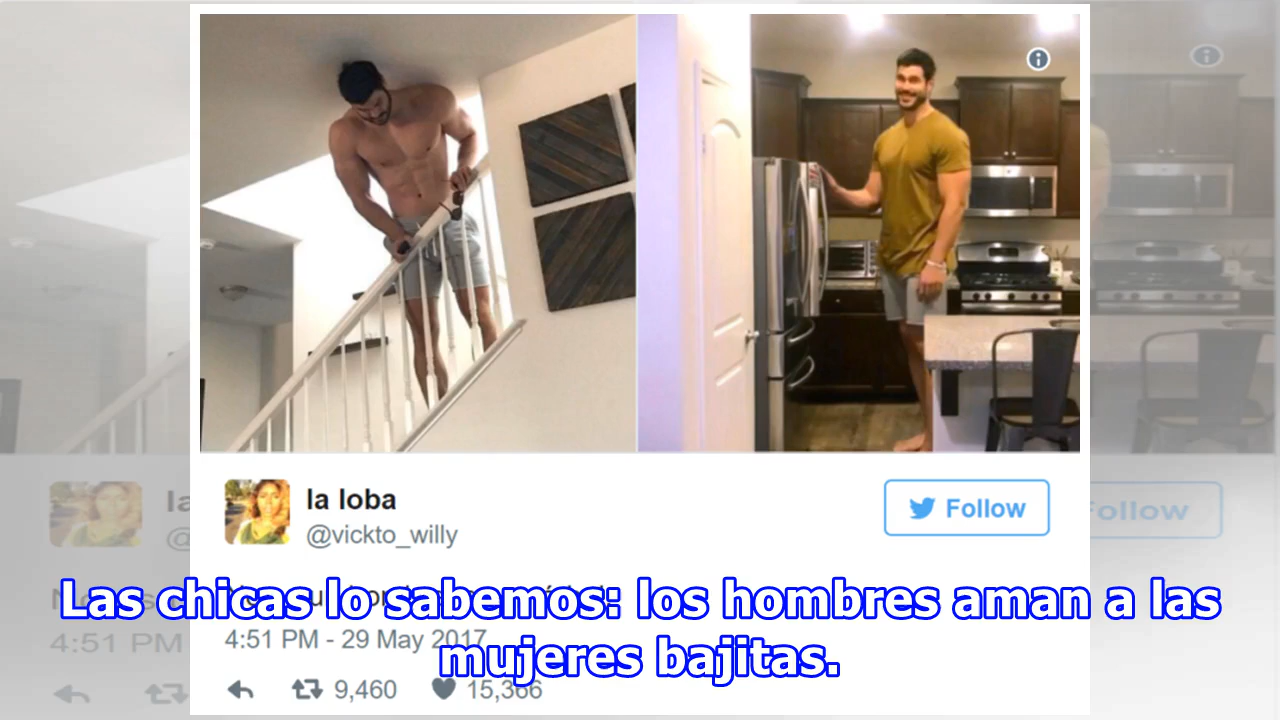 la loba
@vickto_willy
Follow
Las chicas lo sabemos: los hombres aman a las
mujeres bajitas.
4:51 PM - 29 May 2017
9,460
15,366